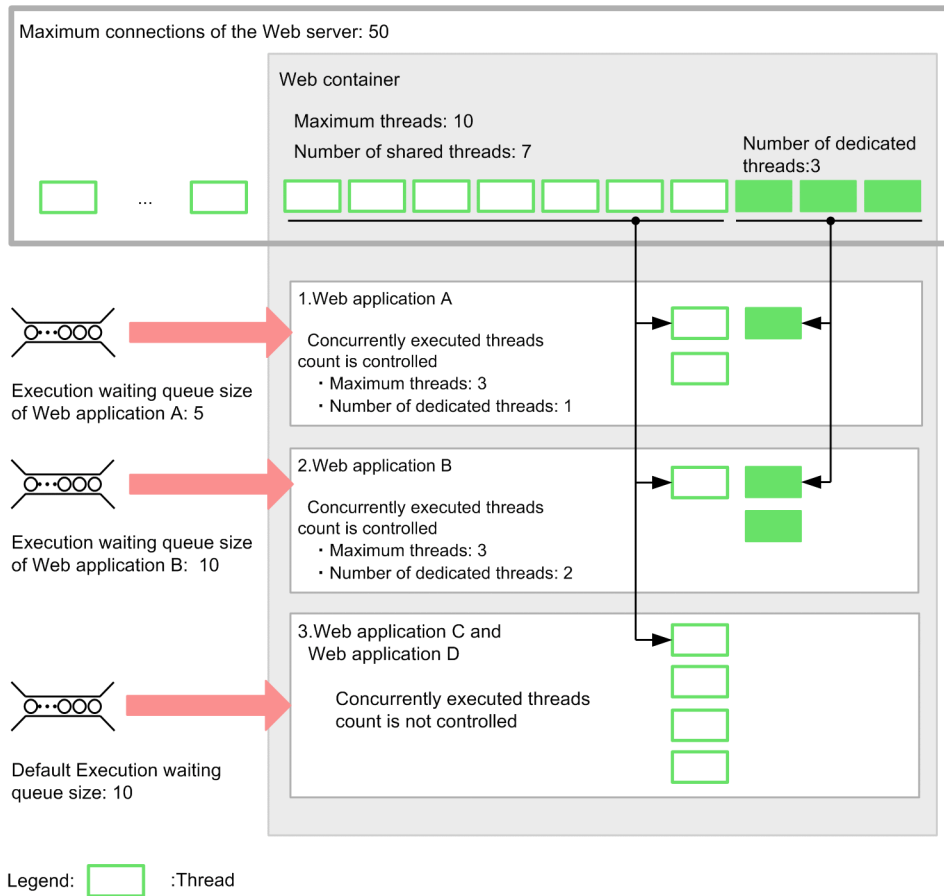 Maximum connections of the Web server: 50
Web container
Maximum threads: 10
Number of shared threads: 7
Number of dedicated
threads:3
...
1.Web application A
Concurrently executed threads
count is controlled
・Maximum threads: 3
・Number of dedicated threads: 1
Execution waiting queue size
of Web application A: 5
2.Web application B
Concurrently executed threads
count is controlled
・Maximum threads: 3
・Number of dedicated threads: 2
Execution waiting queue size
of Web application B: 10
3.Web application C and
Web application D
Concurrently executed threads
count is not controlled
Default Execution waiting
queue size: 10
Legend: :Thread